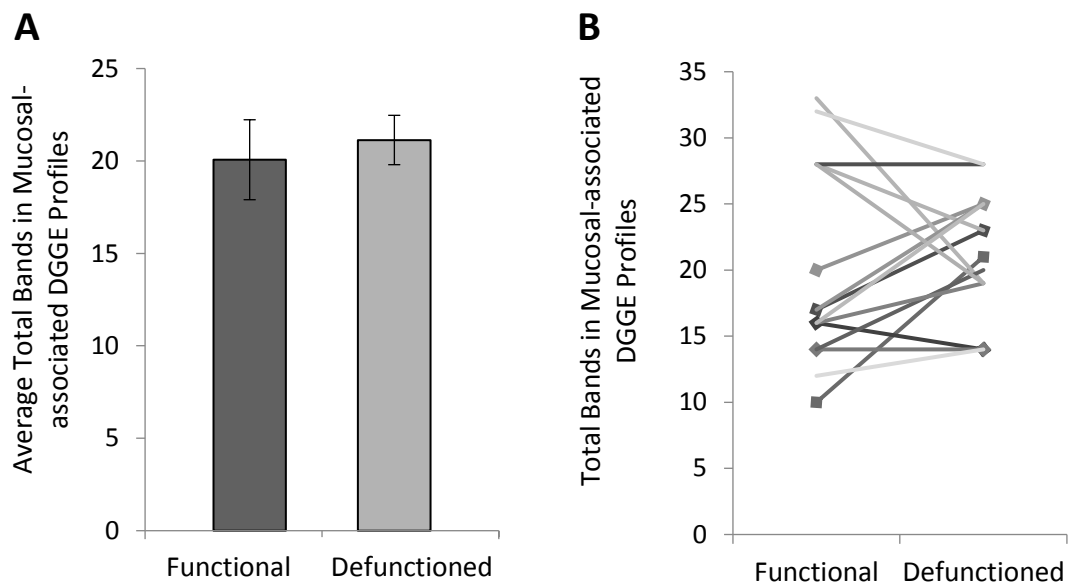 A
Average Total Bands in Mucosal-
associated DGGE Profiles
25
20
15
10
5
0
Functional
Defunctioned
B
Total Bands in Mucosal-associated
DGGE Profiles
35
30
25
20
15
10
5
0
Functional
Defunctioned